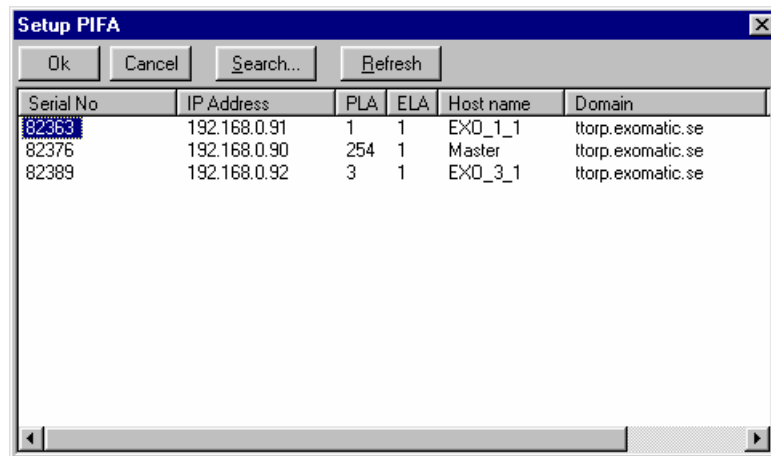 Setup PIFA
Ok Cancel Search... Refresh
Serial No IP Address PLA ELA Host name Domain
82363 192.168.0.91 1 1 EXO_1_1 ttorp.exomatic.se
82376 192.168.0.90 254 1 Master ttorp.exomatic.se
82389 192.168.0.92 3 1 EXO_3_1 ttorp.exomatic.se